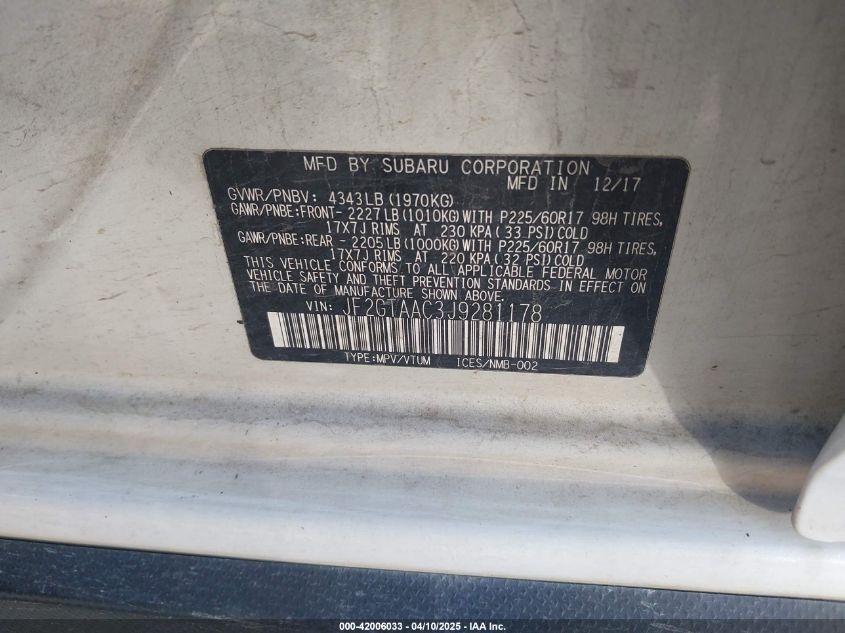 MFD BY SUBARU CORPORATION
MFD IN 12/17
GVWR/PNBV: 4343LB (1970KG)
GAWR/PNBE:FRONT- 2227LB (1010KG) WITH P225/60R17 98H TIRES,
17X7J RIMS AT 230 KPA (33 PSI) COLD
GAWR/PNBE:REAR - 2205LB (1000KG) WITH P225/60R17 98H TIRES,
17X7J RIMS AT 220 KPA (32 PSI) COLD
THIS VEHICLE CONFORMS TO ALL APPLICABLE FEDERAL MOTOR
VEHICLE SAFETY AND THEFT PREVENTION STANDARDS IN EFFECT ON
THE DATE OF MANUFACTURE SHOWN ABOVE.
VIN: JF2GTAAC3J9281178
TYPE:MPV/VTUM ICES/NMB-002
000-42006033 - 04/10/2025 - IAA Inc.